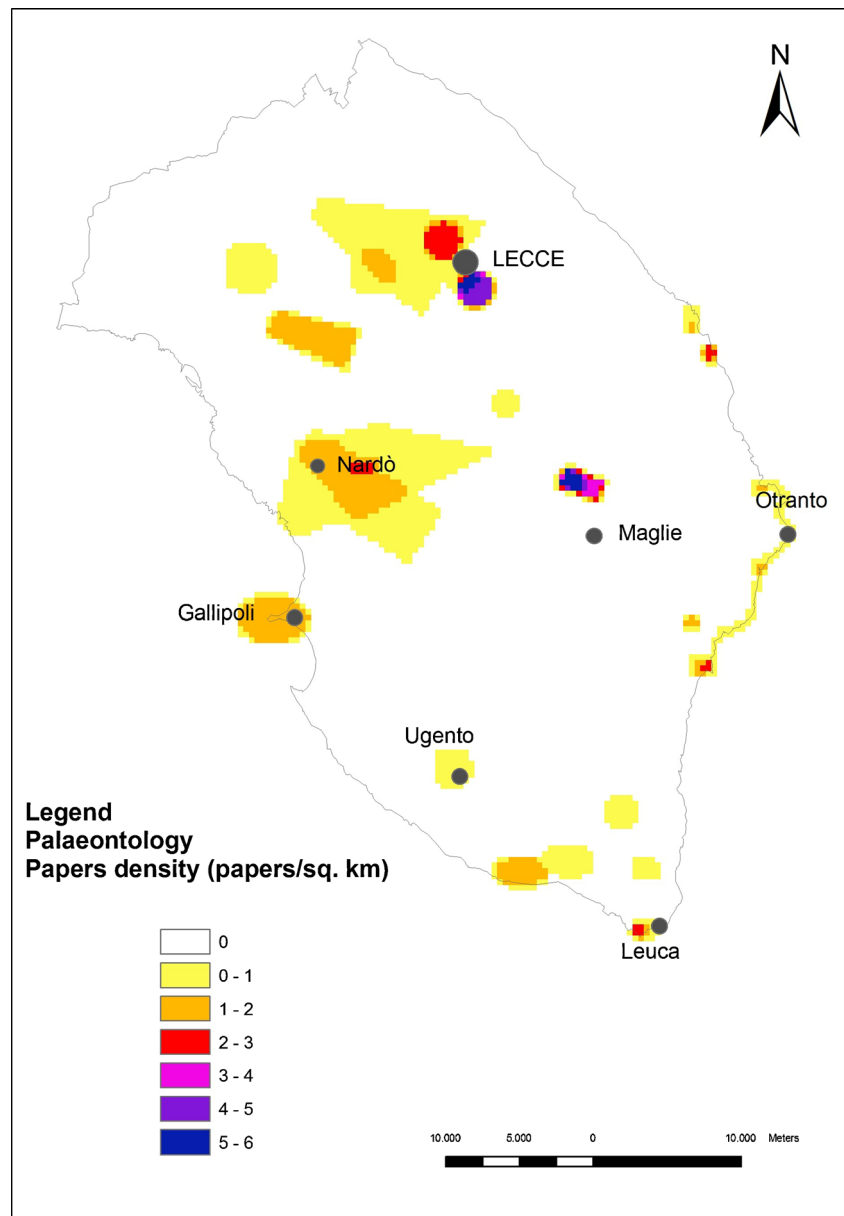 N
LECCE
Nardò
Otranto
Maglie
Gallipoli
Ugento
Legend
Palaeontology
Papers density (papers/sq. km)
0
0 - 1
1 - 2
2 - 3
3 - 4
4 - 5
5 - 6
Leuca
10.000 5.000 0 10.000 Meters